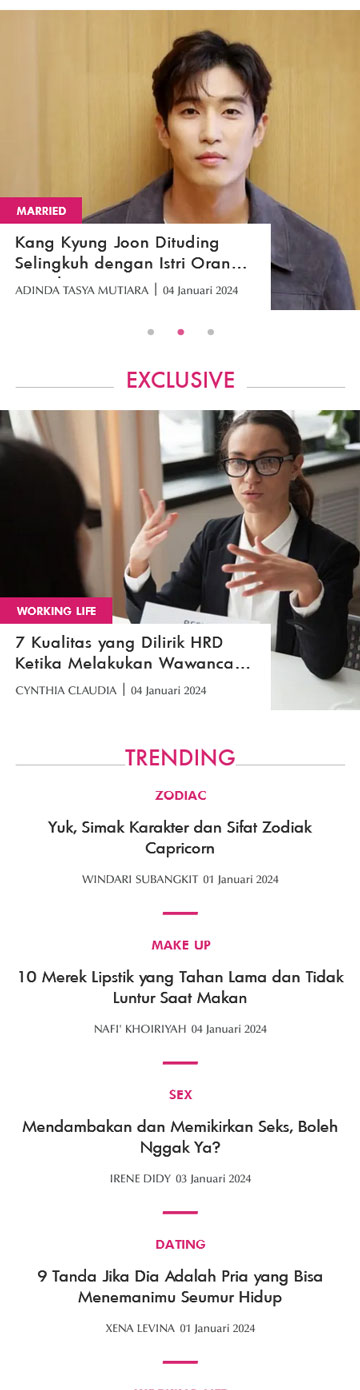 MARRIED
Kang Kyung Joon Dituding
Selingkuh dengan Istri Oran...
ADINDA TASYA MUTIARA | 04 Januari 2024
EXCLUSIVE
WORKING LIFE
7 Kualitas yang Dilirik HRD
Ketika Melakukan Wawanca...
CYNTHIA CLAUDIA | 04 Januari 2024
TRENDING
ZODIAC
Yuk, Simak Karakter dan Sifat Zodiak
Capricorn
WINDARI SUBANGKIT 01 Januari 2024
MAKE UP
10 Merek Lipstik yang Tahan Lama dan Tidak
Luntur Saat Makan
NAFI' KHOIRIYAH 04 Januari 2024
SEX
Mendambakan dan Memikirkan Seks, Boleh
Nggak Ya?
IRENE DIDY 03 Januari 2024
DATING
9 Tanda Jika Dia Adalah Pria yang Bisa
Menemanimu Seumur Hidup
XENA LEVINA 01 Januari 2024